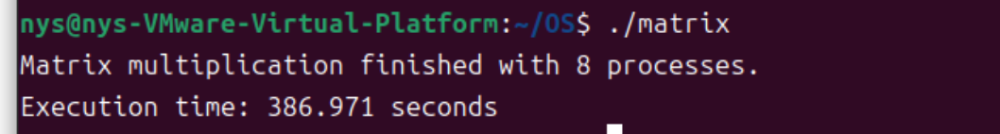 nys@nys-VMware-Virtual-Platform:~/OS$ ./matrix
Matrix multiplication finished with 8 processes.
Execution time: 386.971 seconds